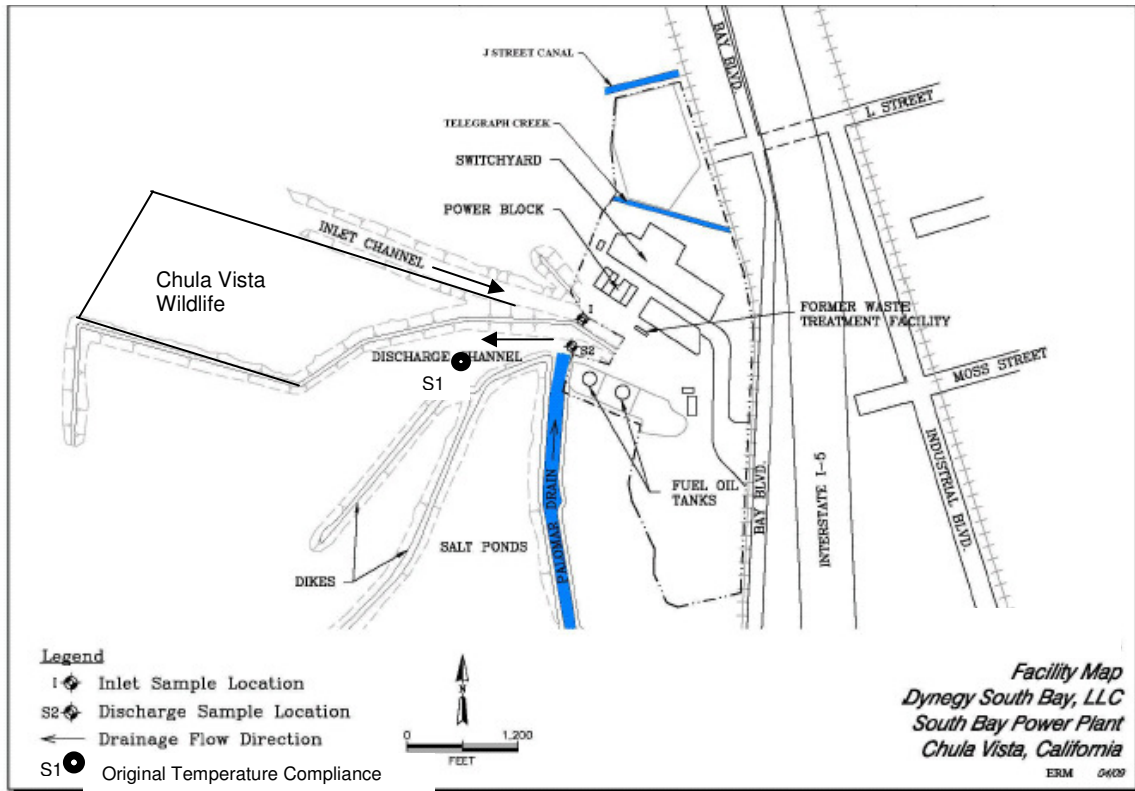 J STREET CANAL
BAY BLVD.
L STREET
TELEGRAPH CREEK
SWITCHYARD
POWER BLOCK
INLET CHANNEL
Chula Vista
Wildlife
I
FORMER WASTE
TREATMENT FACILITY
S2
DISCHARGE CHANNEL
S1
MOSS STREET
FUEL OIL
TANKS
PALOMAR DRAIN
BAY BLVD.
INTERSTATE I-5
INDUSTRIAL BLVD.
SALT PONDS
DIKES
Legend
I Inlet Sample Location
S2 Discharge Sample Location
Drainage Flow Direction
S1 Original Temperature Compliance
N
0 1,200
FEET
Facility Map
Dynegy South Bay, LLC
South Bay Power Plant
Chula Vista, California
ERM 04/09